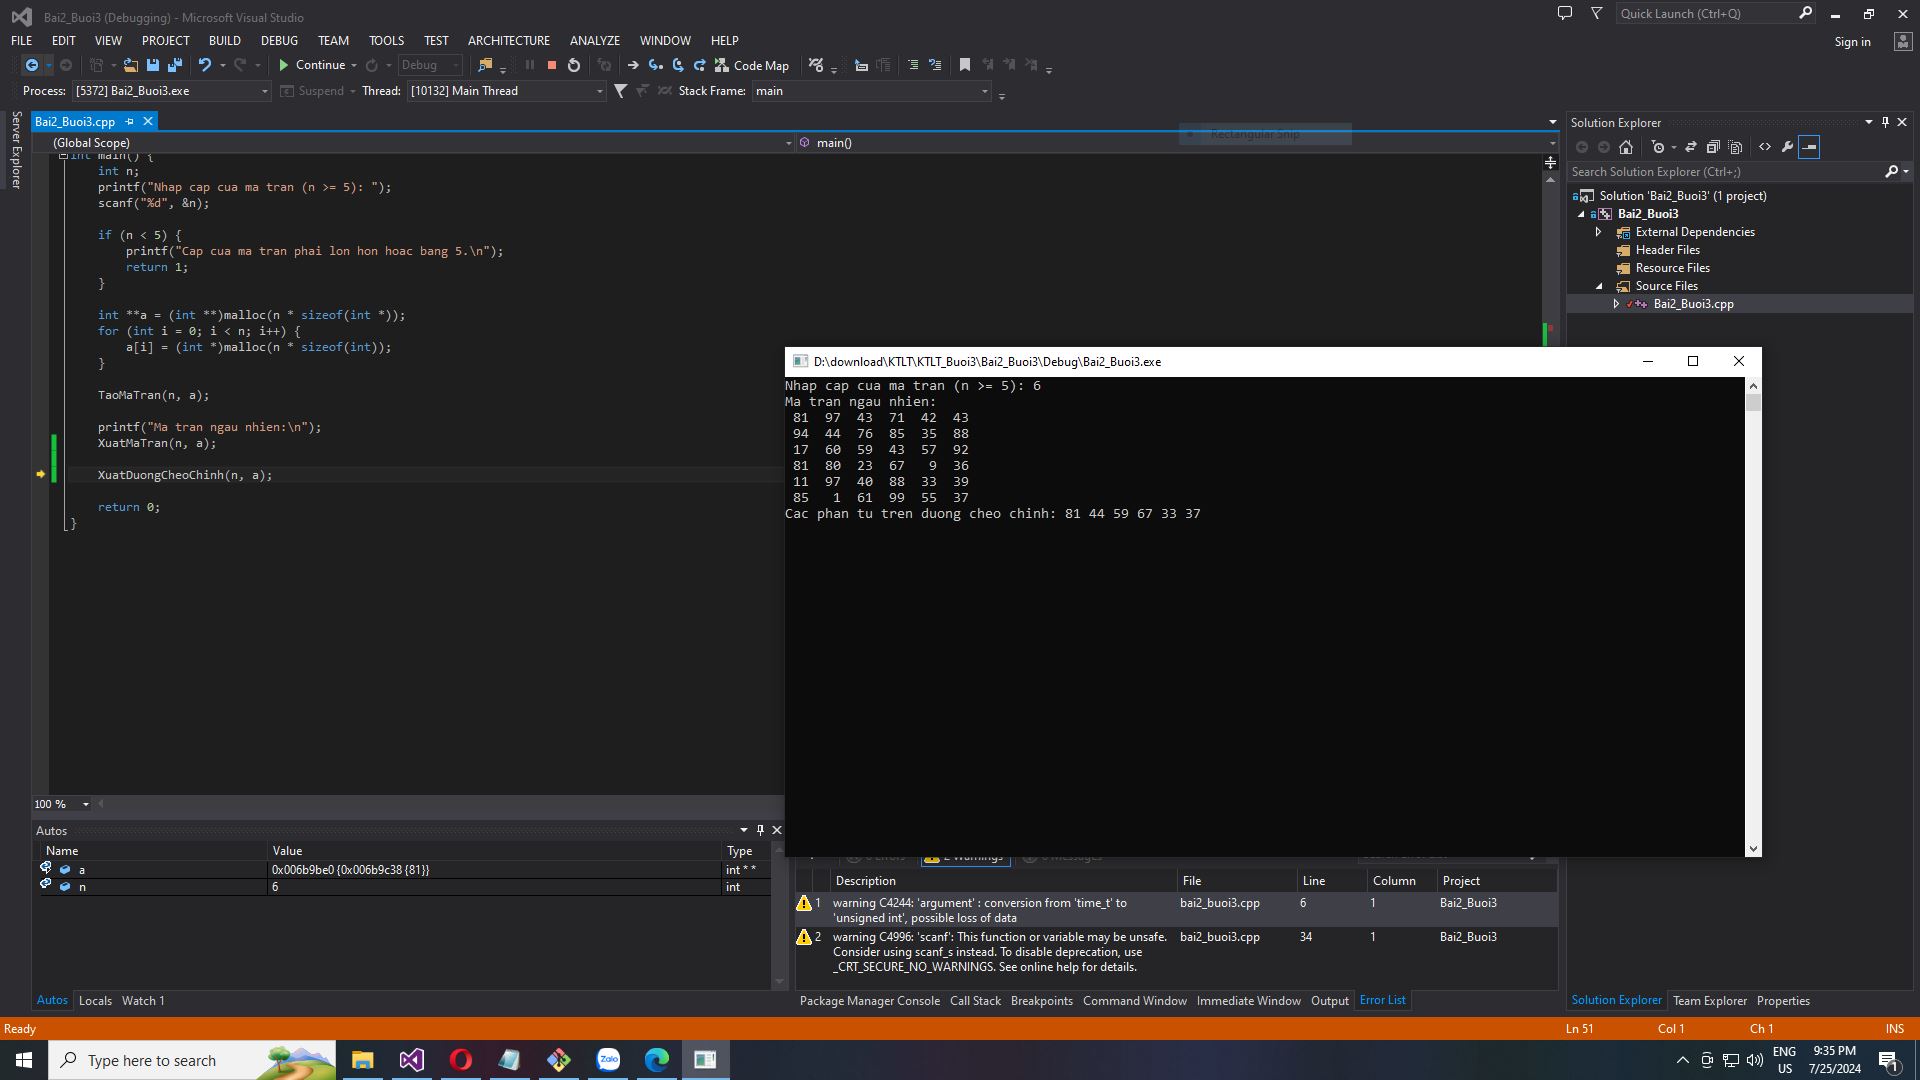 Bai2_Buoi3 (Debugging) - Microsoft Visual Studio
Quick Launch (Ctrl+Q)
FILE EDIT VIEW PROJECT BUILD DEBUG TEAM TOOLS TEST ARCHITECTURE ANALYZE WINDOW HELP
Sign in
Continue Debug Code Map
Process: [5372] Bai2_Buoi3.exe Suspend Thread: [10132] Main Thread Stack Frame: main
Server Explorer
Bai2_Buoi3.cpp
Rectangular Snip
(Global Scope) main()
int main() {
int n;
printf("Nhap cap cua ma tran (n >= 5): ");
scanf("%d", &n);
if (n < 5) {
printf("Cap cua ma tran phai lon hon hoac bang 5.\n");
return 1;
}
int **a = (int **)malloc(n * sizeof(int *));
for (int i = 0; i < n; i++) {
a[i] = (int *)malloc(n * sizeof(int));
}
TaoMaTran(n, a);
printf("Ma tran ngau nhien:\n");
XuatMaTran(n, a);
XuatDuongCheoChinh(n, a);
return 0;
}
100 %
Solution Explorer
Search Solution Explorer (Ctrl+;)
Solution 'Bai2_Buoi3' (1 project)
Bai2_Buoi3
External Dependencies
Header Files
Resource Files
Source Files
Bai2_Buoi3.cpp
D:\download\KTLT\KTLT_Buoi3\Bai2_Buoi3\Debug\Bai2_Buoi3.exe
Nhap cap cua ma tran (n >= 5): 6
Ma tran ngau nhien:
81 97 43 71 42 43
94 44 76 85 35 88
17 60 59 43 57 92
81 80 23 67 9 36
11 97 40 88 33 39
85 1 61 99 55 37
Cac phan tu tren duong cheo chinh: 81 44 59 67 33 37
Autos
Name Value Type
a 0x006b9be0 {0x006b9c38 {81}} int * *
n 6 int
Autos Locals Watch 1
2 Warnings
Description File Line Column Project
1 warning C4244: 'argument' : conversion from 'time_t' to 'unsigned int', possible loss of data bai2_buoi3.cpp 6 1 Bai2_Buoi3
2 warning C4996: 'scanf': This function or variable may be unsafe. Consider using scanf_s instead. To disable deprecation, use _CRT_SECURE_NO_WARNINGS. See online help for details. bai2_buoi3.cpp 34 1 Bai2_Buoi3
Package Manager Console Call Stack Breakpoints Command Window Immediate Window Output Error List
Solution Explorer Team Explorer Properties
Ready Ln 51 Col 1 Ch 1 INS
Type here to search
Zalo
ENG
US
9:35 PM
7/25/2024
1